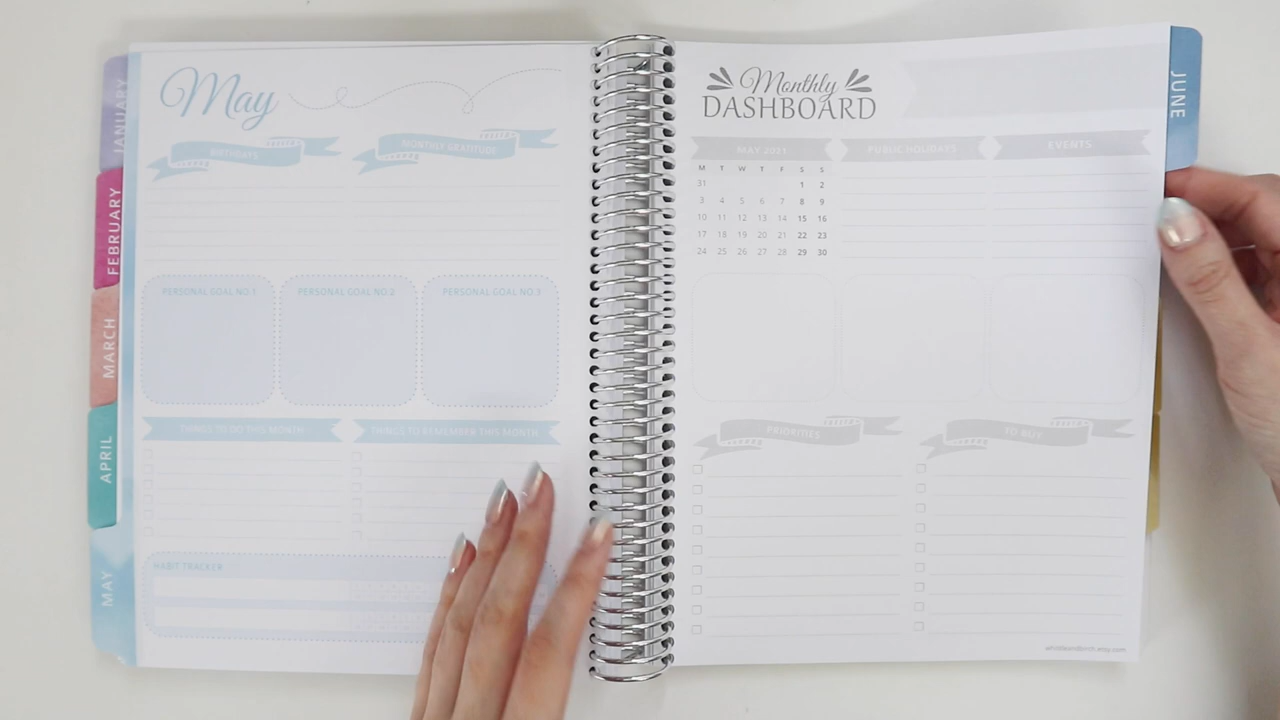 JANUARY
FEBRUARY
MARCH
APRIL
MAY
May
BIRTHDAYS
MONTHLY GRATITUDE
PERSONAL GOAL NO.1
PERSONAL GOAL NO.2
PERSONAL GOAL NO.3
THINGS TO DO THIS MONTH
THINGS TO REMEMBER THIS MONTH
HABIT TRACKER
Monthly
DASHBOARD
MAY 2021
PUBLIC HOLIDAYS
EVENTS
M T W T F S S
31 1 2
3 4 5 6 7 8 9
10 11 12 13 14 15 16
17 18 19 20 21 22 23
24 25 26 27 28 29 30
PRIORITIES
TO BUY
JUNE